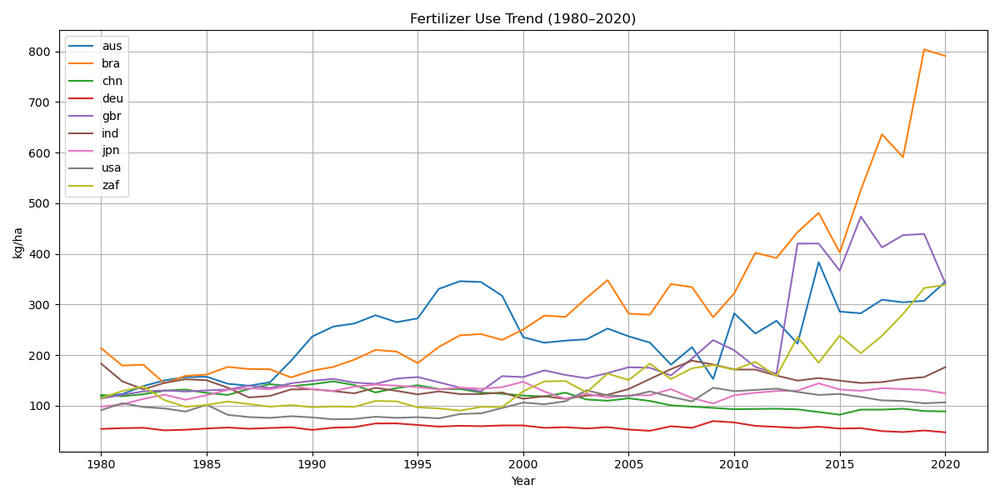 Fertilizer Use Trend (1980–2020)
aus
bra
chn
deu
gbr
ind
jpn
usa
zaf
kg/ha
800
700
600
500
400
300
200
100
1980
1985
1990
1995
2000
2005
2010
2015
2020
Year